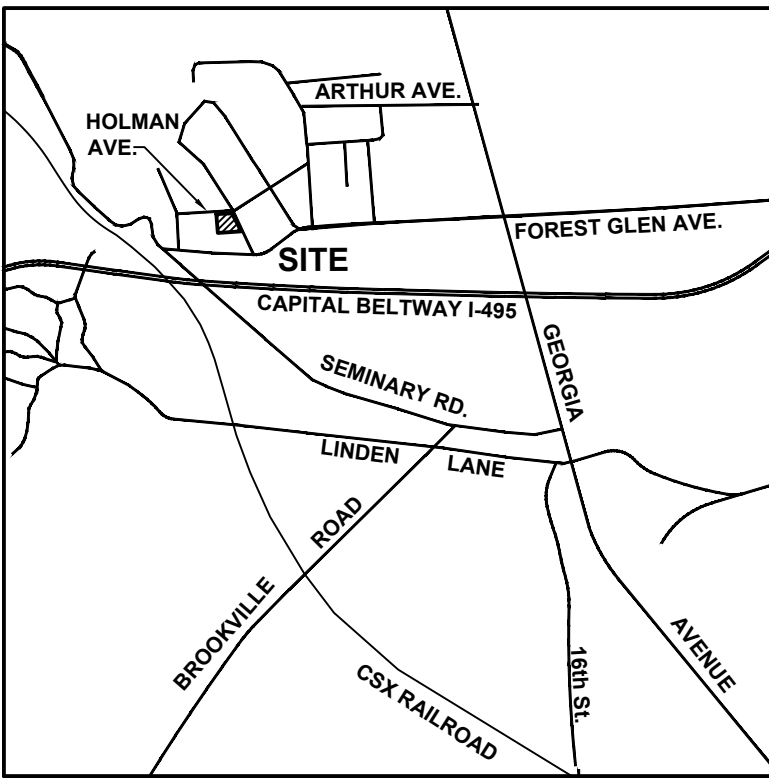 ARTHUR AVE.
HOLMAN
AVE.
FOREST GLEN AVE.
SITE
CAPITAL BELTWAY I-495
GEORGIA
SEMINARY RD.
LINDEN
LANE
ROAD
BROOKVILLE
AVENUE
16th St.
CSX RAILROAD